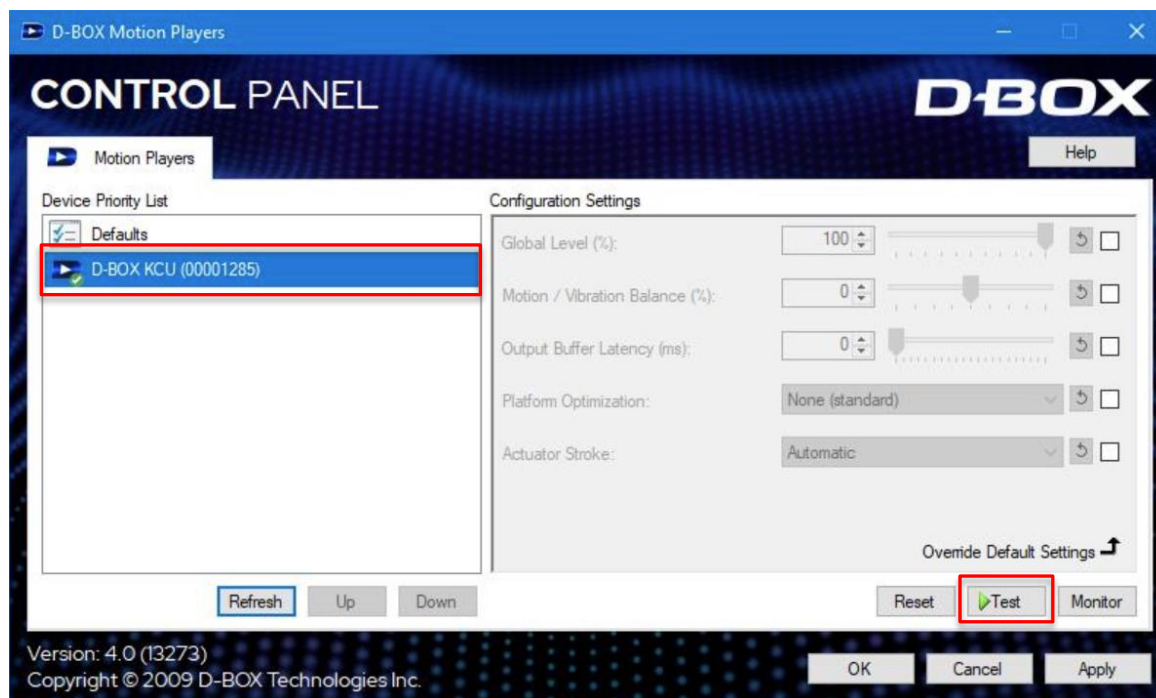 D-BOX Motion Players
CONTROL PANEL
D-BOX
Motion Players
Help
Device Priority List
Configuration Settings
Defaults
D-BOX KCU (00001285)
Global Level (%):
100
Motion / Vibration Balance (%):
0
Output Buffer Latency (ms):
0
Platform Optimization:
None (standard)
Actuator Stroke:
Automatic
Override Default Settings
Refresh
Up
Down
Reset
Test
Monitor
Version: 4.0 (13273)
Copyright © 2009 D-BOX Technologies Inc.
OK
Cancel
Apply